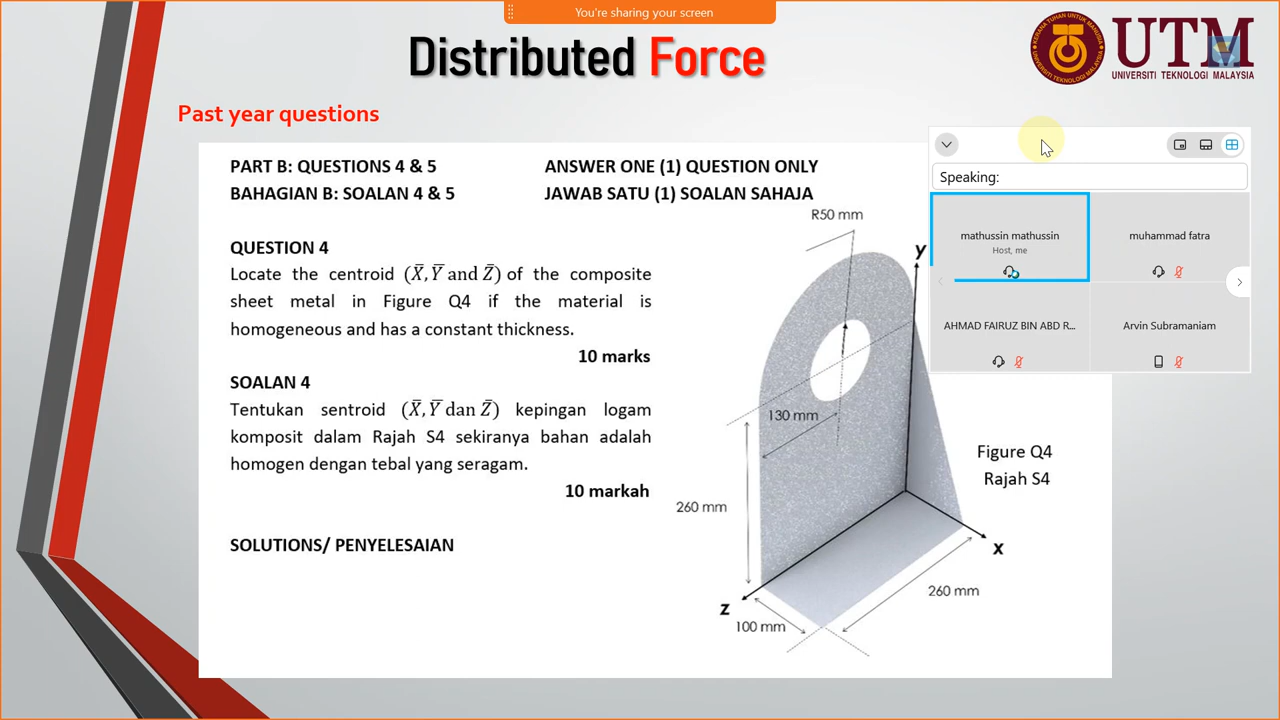 You're sharing your screen
Distributed Force
UTM
UNIVERSITI TEKNOLOGI MALAYSIA
Past year questions
PART B: QUESTIONS 4 & 5 ANSWER ONE (1) QUESTION ONLY
BAHAGIAN B: SOALAN 4 & 5 JAWAB SATU (1) SOALAN SAHAJA
QUESTION 4
Locate the centroid (X̄, Ȳ and Z̄) of the composite
sheet metal in Figure Q4 if the material is
homogeneous and has a constant thickness.
10 marks
SOALAN 4
Tentukan sentroid (X̄, Ȳ dan Z̄) kepingan logam
komposit dalam Rajah S4 sekiranya bahan adalah
homogen dengan tebal yang seragam.
10 markah
SOLUTIONS/ PENYELESAIAN
R50 mm
y
130 mm
260 mm
x
z
100 mm
260 mm
Figure Q4
Rajah S4
Speaking:
mathussin mathussin
Host, me
muhammad fatra
AHMAD FAIRUZ BIN ABD R...
Arvin Subramaniam